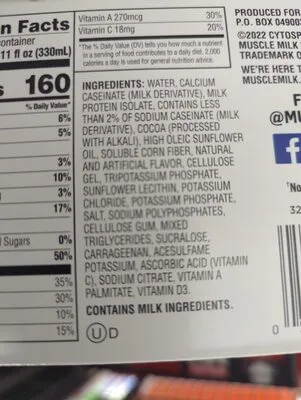 n Facts
container
11 fl oz (330mL)
160
% Daily Value*
6%
5%
3%
10%
3%
17%
Sugars 0%
50%
35%
30%
10%
15%
Vitamin A 270mcg 30%
Vitamin C 18mg 20%
*The % Daily Value (DV) tells you how much a nutrient
in a serving of food contributes to a daily diet. 2,000
calories a day is used for general nutrition advice.
INGREDIENTS: WATER, CALCIUM
CASEINATE (MILK DERIVATIVE), MILK
PROTEIN ISOLATE, CONTAINS LESS
THAN 2% OF SODIUM CASEINATE (MILK
DERIVATIVE), COCOA (PROCESSED
WITH ALKALI), HIGH OLEIC SUNFLOWER
OIL, SOLUBLE CORN FIBER, NATURAL
AND ARTIFICIAL FLAVOR, CELLULOSE
GEL, TRIPOTASSIUM PHOSPHATE,
SUNFLOWER LECITHIN, POTASSIUM
CHLORIDE, POTASSIUM PHOSPHATE,
SALT, SODIUM POLYPHOSPHATES,
CELLULOSE GUM, MIXED
TRIGLYCERIDES, SUCRALOSE,
CARRAGEENAN, ACESULFAME
POTASSIUM, ASCORBIC ACID (VITAMIN
C), SODIUM CITRATE, VITAMIN A
PALMITATE, VITAMIN D3.
CONTAINS MILK INGREDIENTS.
U D
PRODUCED FOR
P.O. BOX 0490
©2022 CYTOSP
MUSCLE MILK
TRADEMARK O
WE'RE HERE T
MUSCLEMILK.
F
@MU
f
*No
32
0